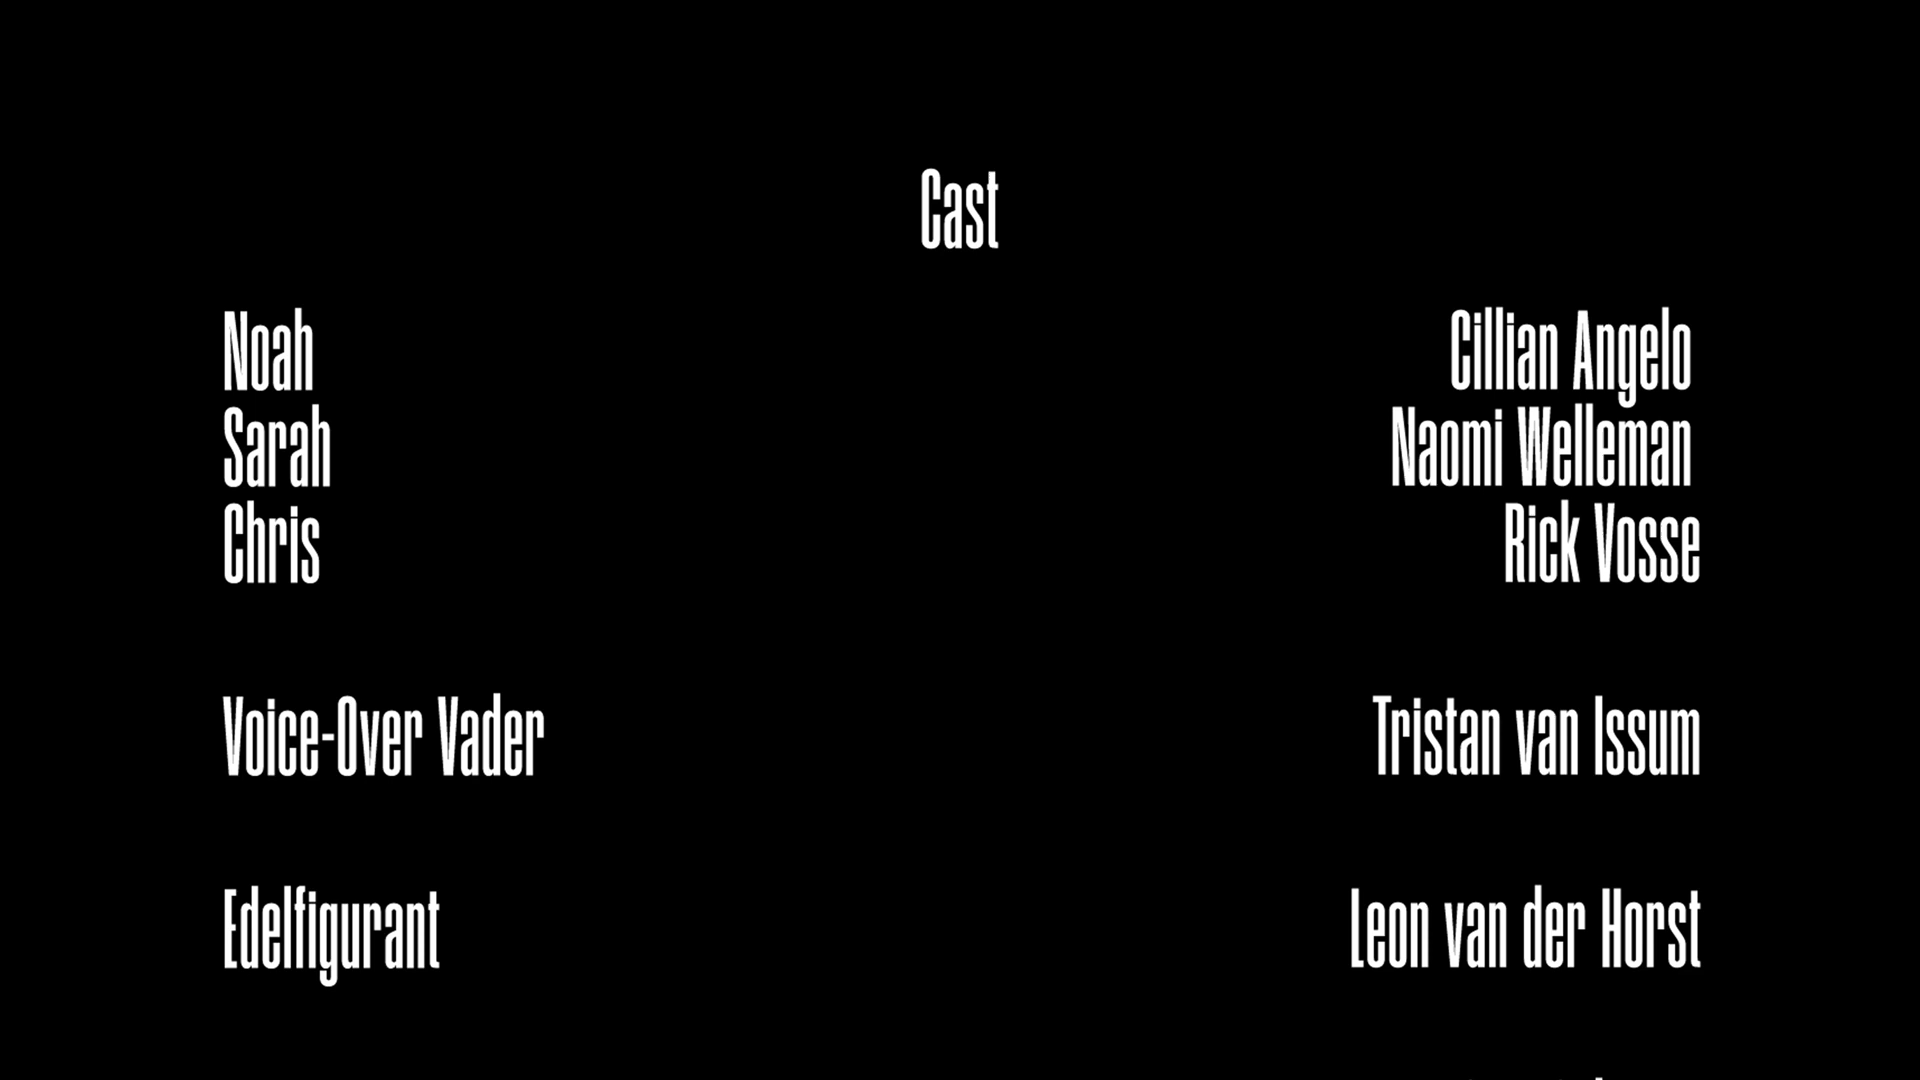 Cast
Noah Cillian Angelo
Sarah Naomi Welleman
Chris Rick Vosse
Voice-Over Vader Tristan van Issum
Edelfigurant Leon van der Horst